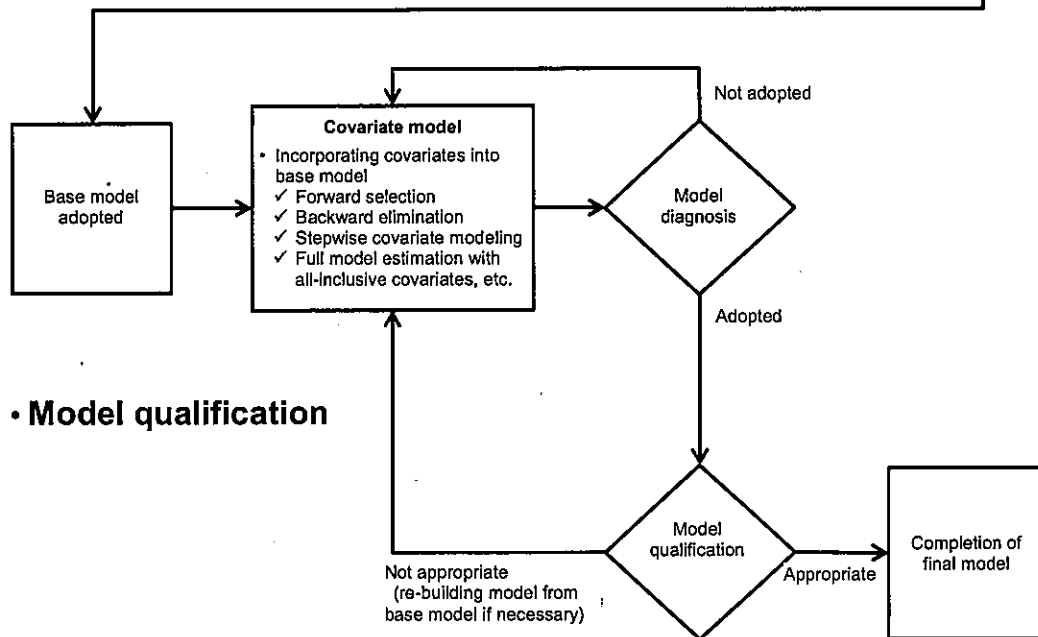 Not adopted
Covariate model
• Incorporating covariates into
base model
✓ Forward selection
✓ Backward elimination
✓ Stepwise covariate modeling
✓ Full model estimation with
all-inclusive covariates, etc.
Base model
adopted
Model
diagnosis
Adopted
• Model qualification
Model
qualification
Not appropriate
(re-building model from
base model if necessary)
Appropriate
Completion of
final model